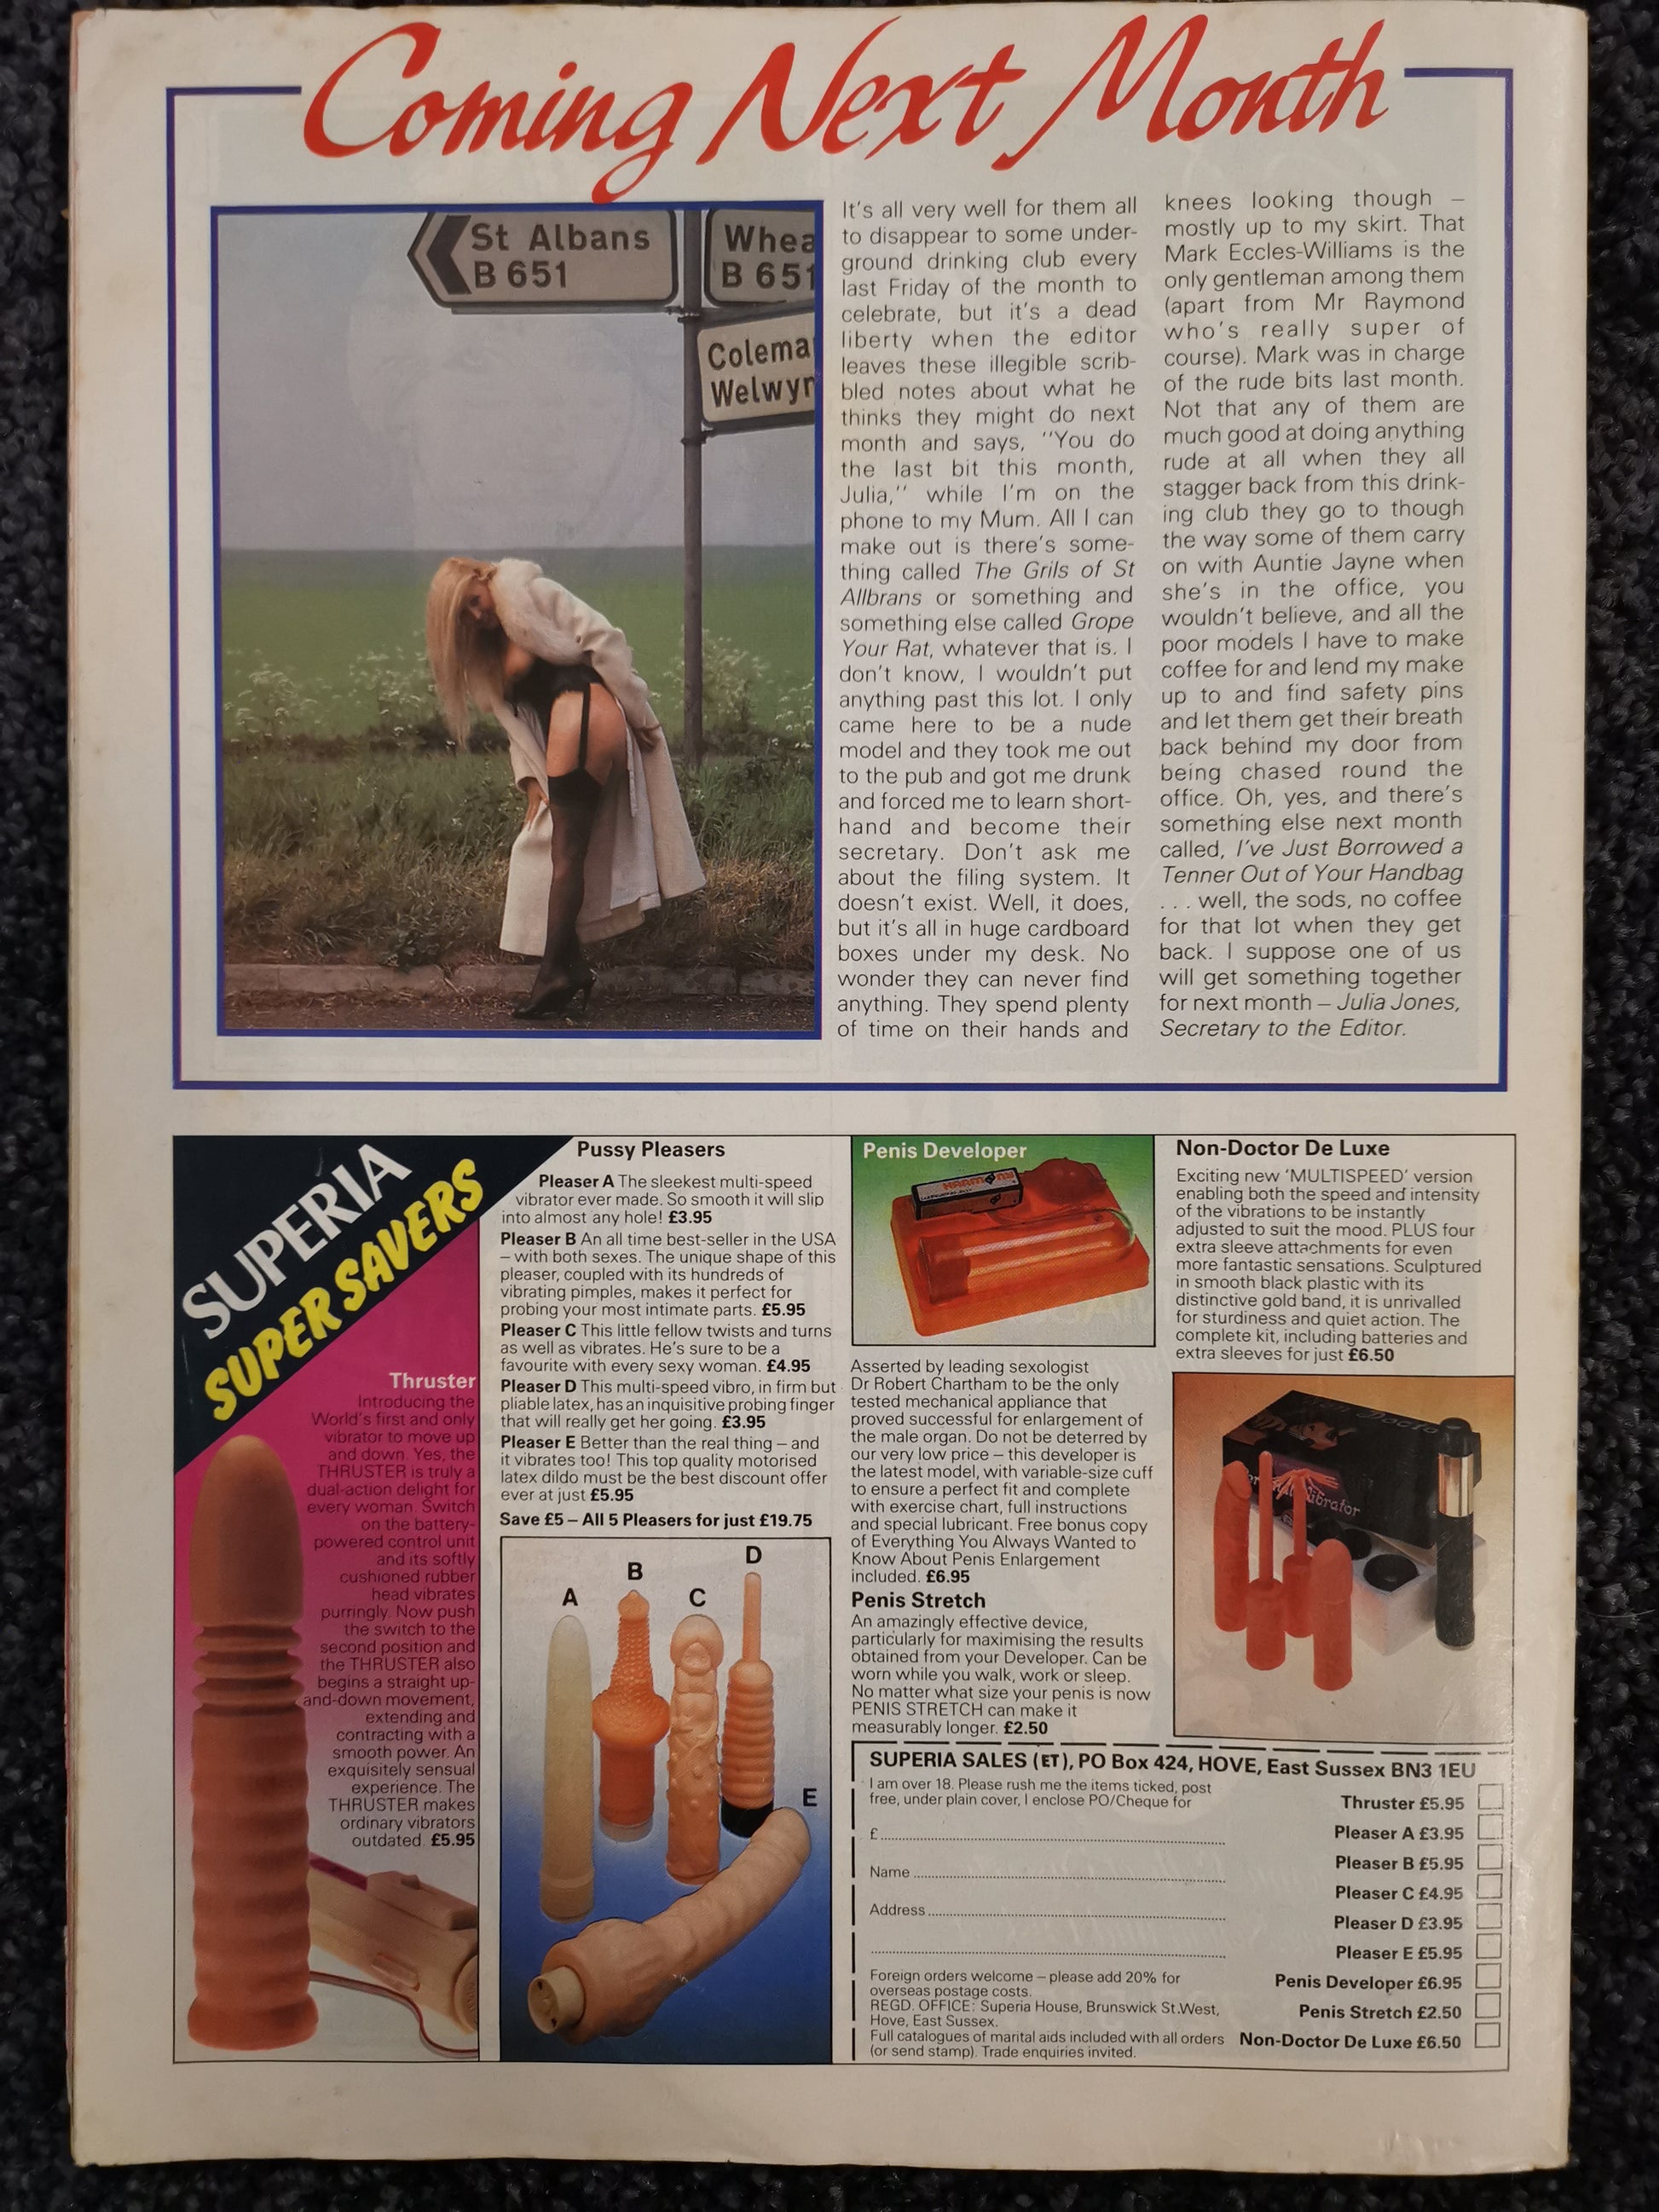 Coming Next Month
St Albans
B 651
Whea
B 651
Colema
Welwyn
It's all very well for them all
to disappear to some under-
ground drinking club every
last Friday of the month to
celebrate, but it's a dead
liberty when the editor
leaves these illegible scrib-
bled notes about what he
thinks they might do next
month and says, "You do
the last bit this month,
Julia," while I'm on the
phone to my Mum. All I can
make out is there's some-
thing called The Grils of St
Allbrans or something and
something else called Grope
Your Rat, whatever that is. I
don't know, I wouldn't put
anything past this lot. I only
came here to be a nude
model and they took me out
to the pub and got me drunk
and forced me to learn short-
hand and become their
secretary. Don't ask me
about the filing system. It
doesn't exist. Well, it does,
but it's all in huge cardboard
boxes under my desk. No
wonder they can never find
anything. They spend plenty
of time on their hands and
knees looking though –
mostly up to my skirt. That
Mark Eccles-Williams is the
only gentleman among them
(apart from Mr Raymond
who's really super of
course). Mark was in charge
of the rude bits last month.
Not that any of them are
much good at doing anything
rude at all when they all
stagger back from this drink-
ing club they go to though
the way some of them carry
on with Auntie Jayne when
she's in the office, you
wouldn't believe, and all the
poor models I have to make
coffee for and lend my make
up to and find safety pins
and let them get their breath
back behind my door from
being chased round the
office. Oh, yes, and there's
something else next month
called, I've Just Borrowed a
Tenner Out of Your Handbag
. . . well, the sods, no coffee
for that lot when they get
back. I suppose one of us
will get something together
for next month – Julia Jones,
Secretary to the Editor.
SUPERIA
SUPER SAVERS
Thruster
Introducing the
World's first and only
vibrator to move up
and down. Yes, the
THRUSTER is truly a
dual-action delight for
every woman. Switch
on the battery-
powered control unit
and its softly
cushioned rubber
head vibrates
purringly. Now push
the switch to the
second position and
the THRUSTER also
begins a straight up-
and-down movement,
extending and
contracting with a
smooth power. An
exquisitely sensual
experience. The
THRUSTER makes
ordinary vibrators
outdated. £5.95
Pussy Pleasers
Pleaser A The sleekest multi-speed
vibrator ever made. So smooth it will slip
into almost any hole! £3.95
Pleaser B An all time best-seller in the USA
– with both sexes. The unique shape of this
pleaser, coupled with its hundreds of
vibrating pimples, makes it perfect for
probing your most intimate parts. £5.95
Pleaser C This little fellow twists and turns
as well as vibrates. He's sure to be a
favourite with every sexy woman. £4.95
Pleaser D This multi-speed vibro, in firm but
pliable latex, has an inquisitive probing finger
that will really get her going. £3.95
Pleaser E Better than the real thing – and
it vibrates too! This top quality motorised
latex dildo must be the best discount offer
ever at just £5.95
Save £5 – All 5 Pleasers for just £19.75
A
B
C
D
E
Penis Developer
HARMONY
Asserted by leading sexologist
Dr Robert Chartham to be the only
tested mechanical appliance that
proved successful for enlargement of
the male organ. Do not be deterred by
our very low price – this developer is
the latest model, with variable-size cuff
to ensure a perfect fit and complete
with exercise chart, full instructions
and special lubricant. Free bonus copy
of Everything You Always Wanted to
Know About Penis Enlargement
included. £6.95
Penis Stretch
An amazingly effective device,
particularly for maximising the results
obtained from your Developer. Can be
worn while you walk, work or sleep.
No matter what size your penis is now
PENIS STRETCH can make it
measurably longer. £2.50
Non-Doctor De Luxe
Exciting new 'MULTISPEED' version
enabling both the speed and intensity
of the vibrations to be instantly
adjusted to suit the mood. PLUS four
extra sleeve attachments for even
more fantastic sensations. Sculptured
in smooth black plastic with its
distinctive gold band, it is unrivalled
for sturdiness and quiet action. The
complete kit, including batteries and
extra sleeves for just £6.50
SUPERIA SALES (ET), PO Box 424, HOVE, East Sussex BN3 1EU
I am over 18. Please rush me the items ticked, post
free, under plain cover, I enclose PO/Cheque for
£
Name
Address
Foreign orders welcome – please add 20% for
overseas postage costs.
REGD. OFFICE: Superia House, Brunswick St.West,
Hove, East Sussex.
Full catalogues of marital aids included with all orders
(or send stamp). Trade enquiries invited.
Thruster £5.95
Pleaser A £3.95
Pleaser B £5.95
Pleaser C £4.95
Pleaser D £3.95
Pleaser E £5.95
Penis Developer £6.95
Penis Stretch £2.50
Non-Doctor De Luxe £6.50